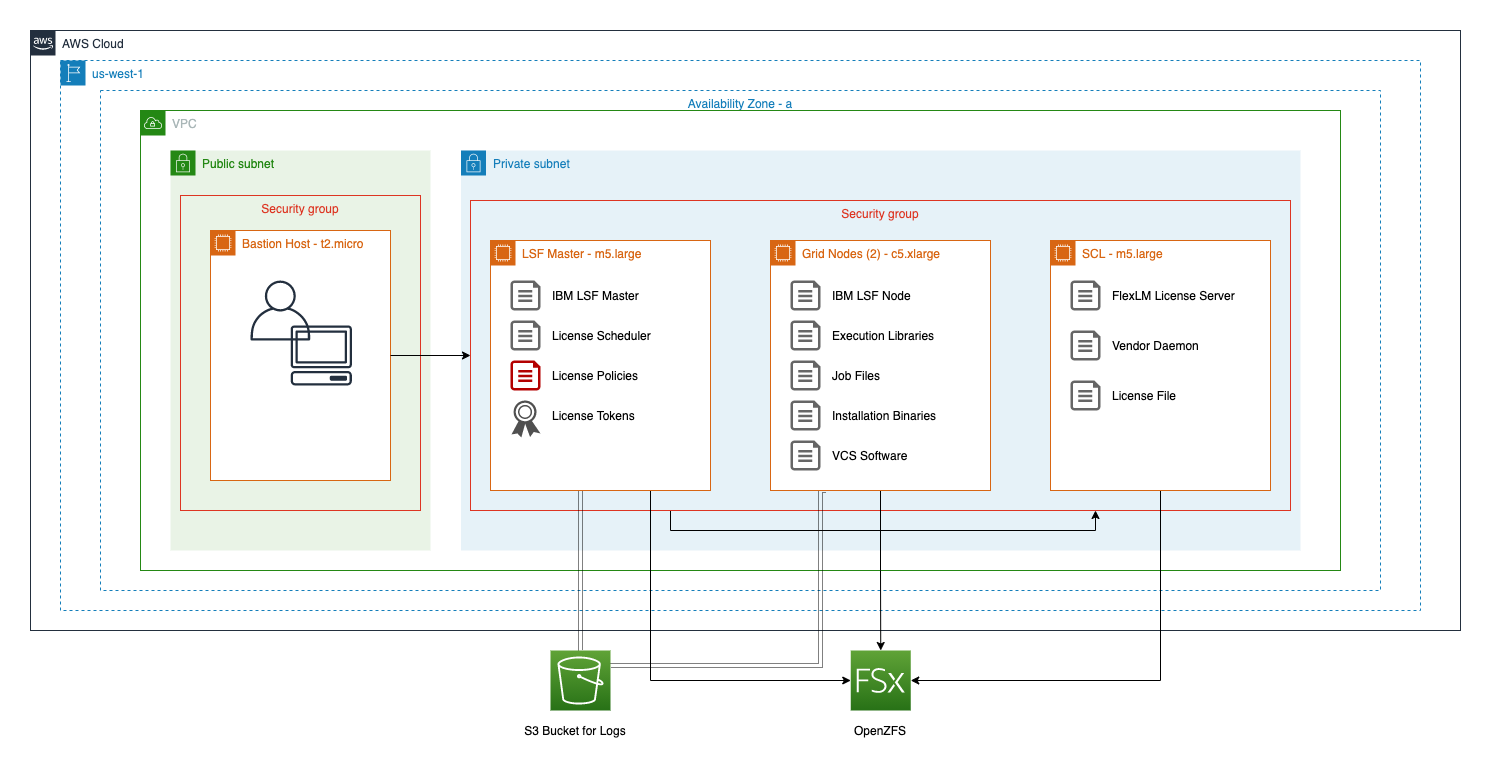 aws
AWS Cloud
us-west-1
Availability Zone - a
VPC
Public subnet
Private subnet
Security group
Security group
Bastion Host - t2.micro
LSF Master - m5.large
IBM LSF Master
License Scheduler
License Policies
License Tokens
Grid Nodes (2) - c5.xlarge
IBM LSF Node
Execution Libraries
Job Files
Installation Binaries
VCS Software
SCL - m5.large
FlexLM License Server
Vendor Daemon
License File
FSx
S3 Bucket for Logs
OpenZFS